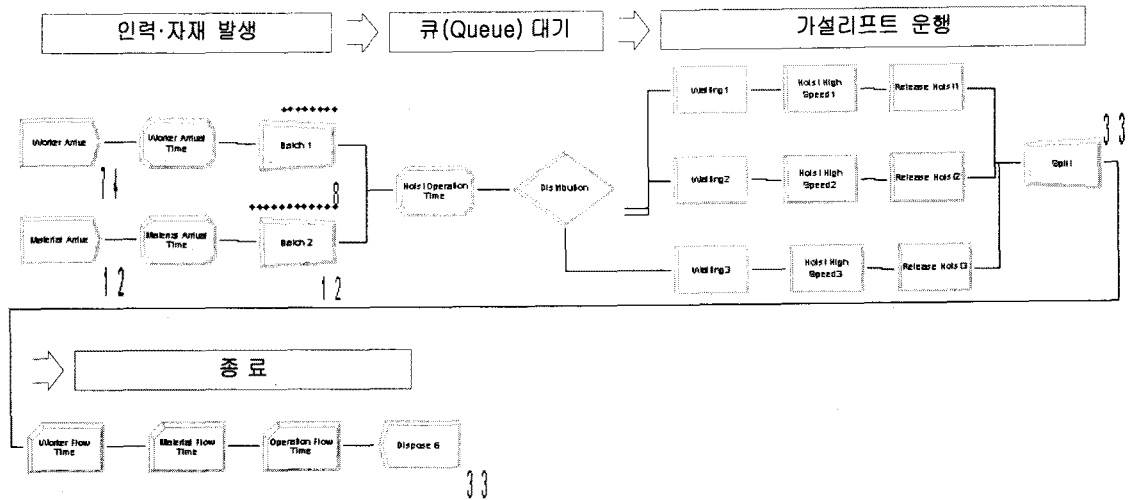 인력·자재 발생
큐(Queue) 대기
가설리프트 운행
Worker Arrive
Worker Arrival
Time
Batch 1
Material Arrive
Material Arrival
Time
Batch 2
8
12
12
Hoist Operation
Time
Distribution
Waiting1
Hoist High
Speed1
Release Hoist1
Waiting2
Hoist High
Speed2
Release Hoist2
Waiting3
Hoist High
Speed3
Release Hoist3
Split
33
종 료
Worker Flow
Time
Material Flow
Time
Operation Flow
Time
Dispose 6
33